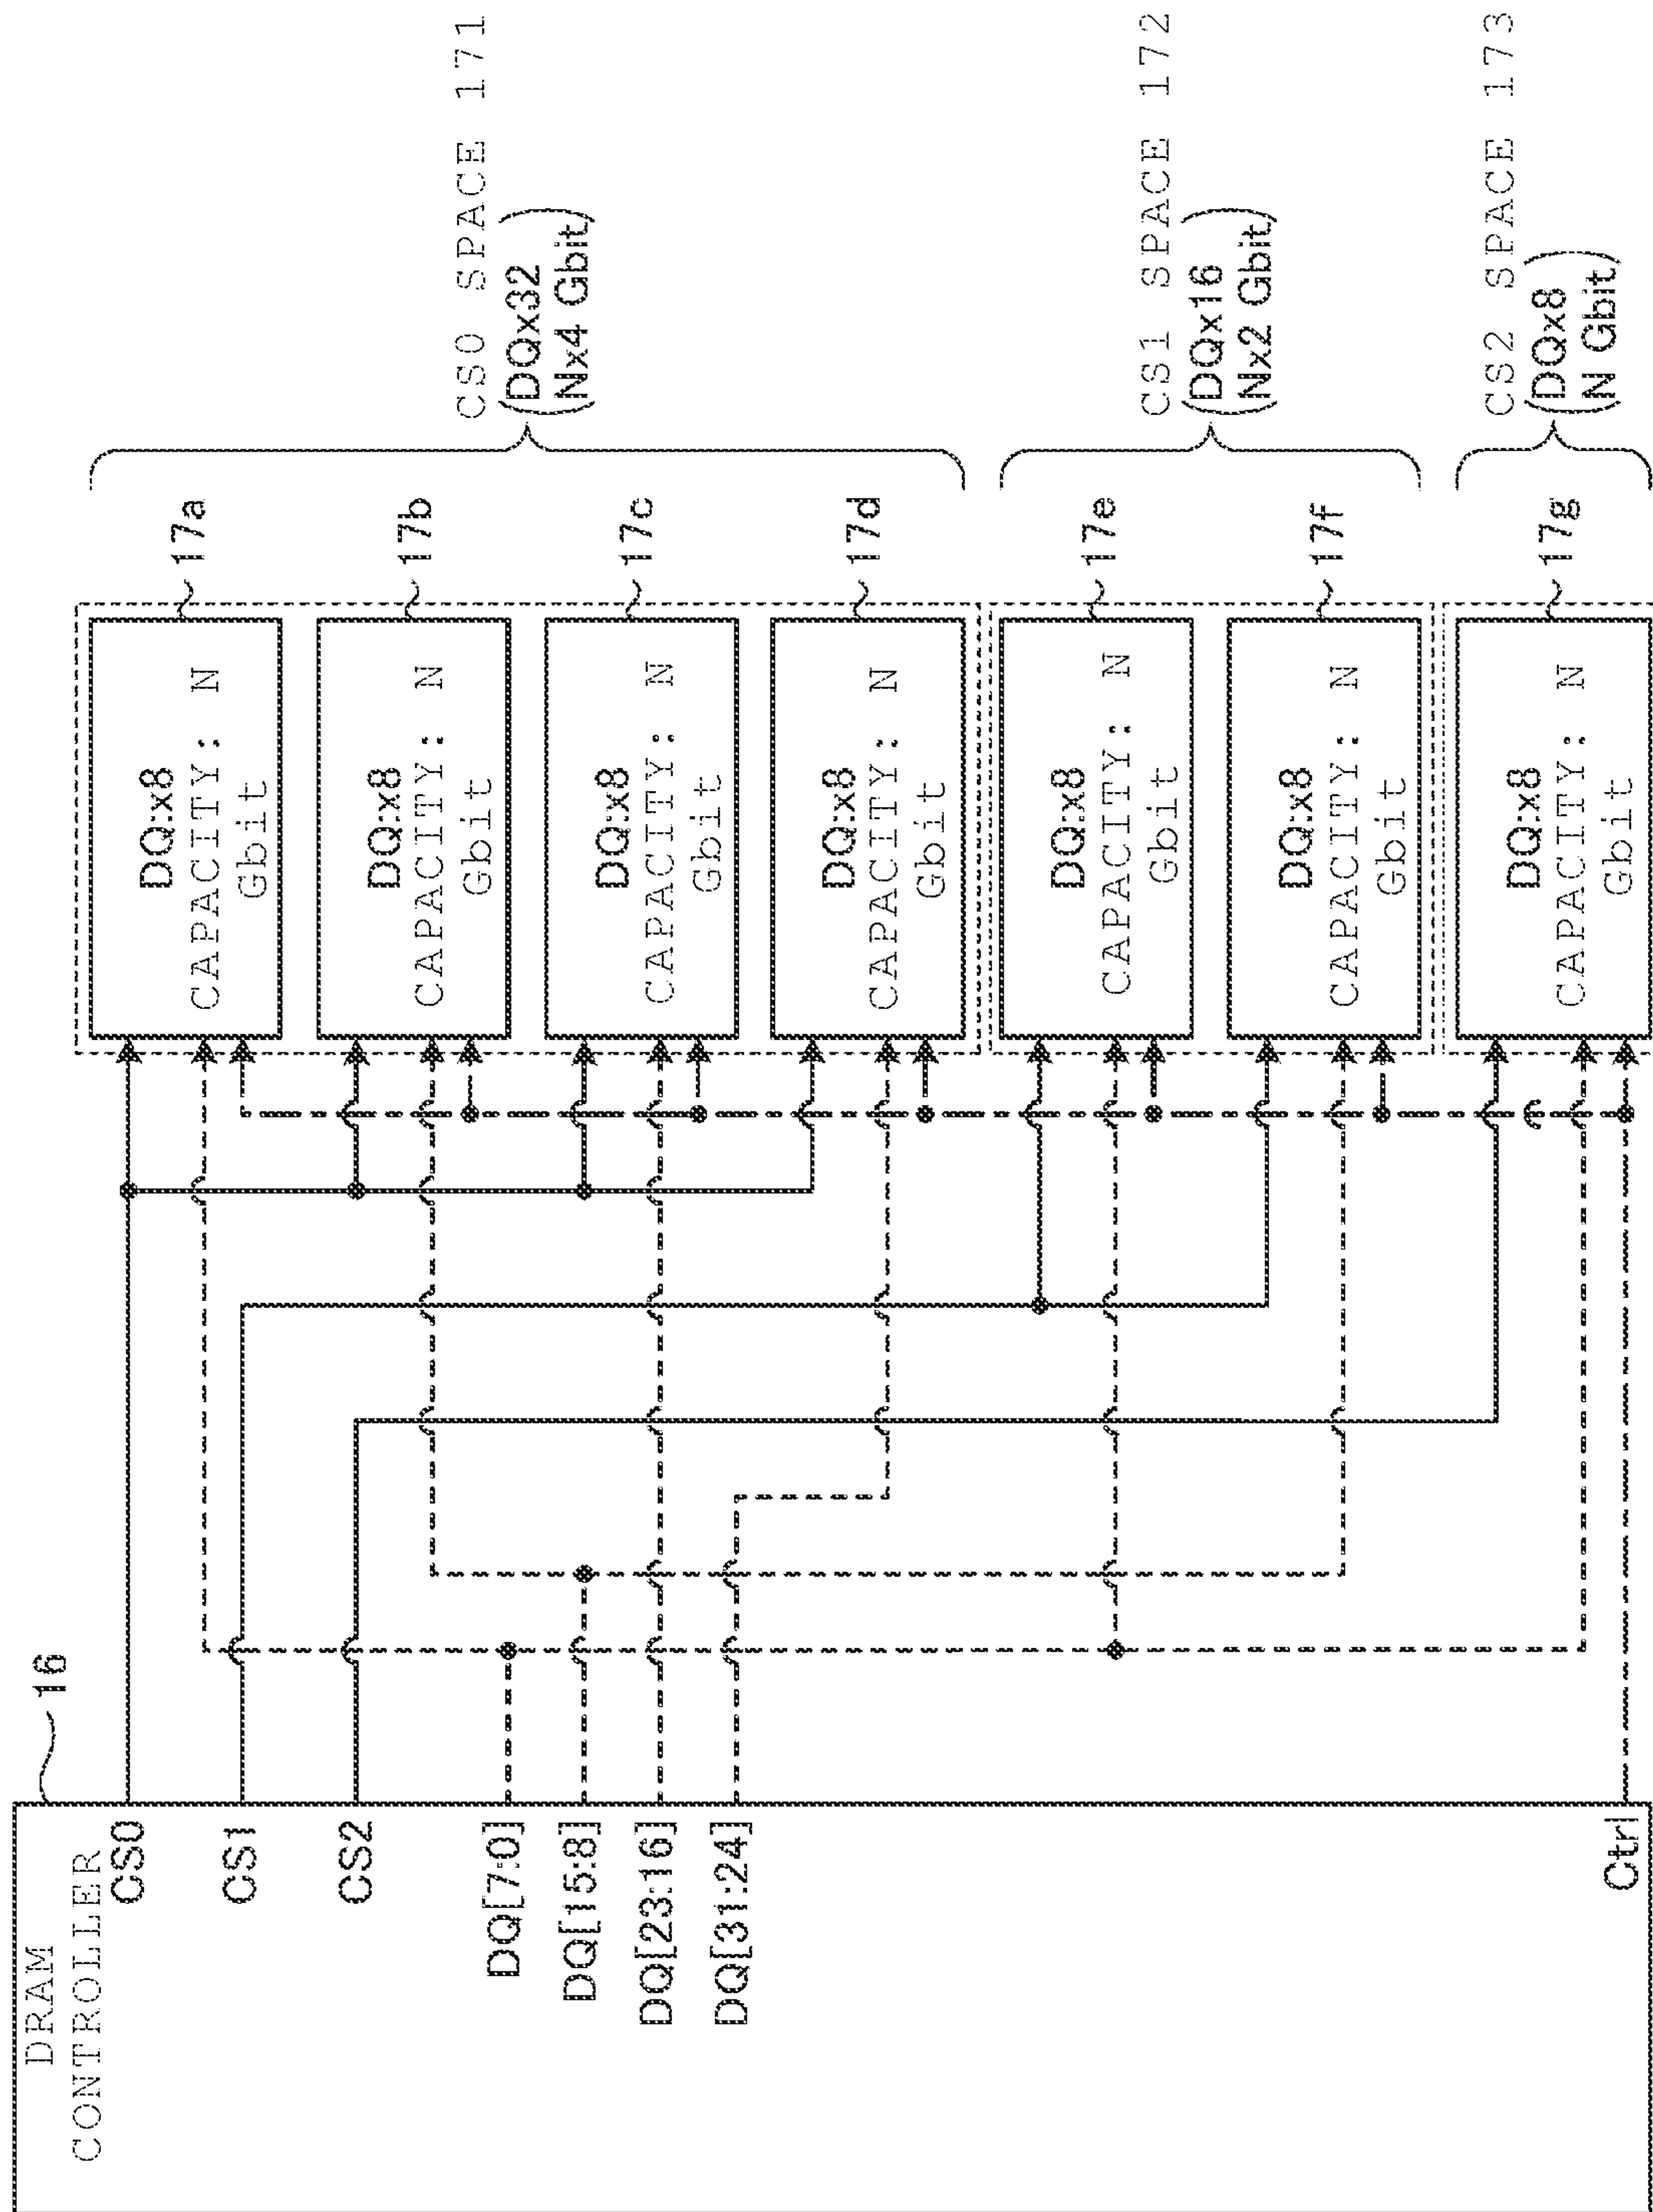 DRAM
CONTROLLER
16
CS0
CS1
CS2
DQ[7:0]
DQ[15:8]
DQ[23:16]
DQ[31:24]
Ctrl
DQ:x8
CAPACITY: N
Gbit
17a
DQ:x8
CAPACITY: N
Gbit
17b
DQ:x8
CAPACITY: N
Gbit
17c
DQ:x8
CAPACITY: N
Gbit
17d
DQ:x8
CAPACITY: N
Gbit
17e
DQ:x8
CAPACITY: N
Gbit
17f
DQ:x8
CAPACITY: N
Gbit
17g
CS0 SPACE 171
(DQx32
Nx4 Gbit)
CS1 SPACE 172
(DQx16
Nx2 Gbit)
CS2 SPACE 173
(DQx8
N Gbit)